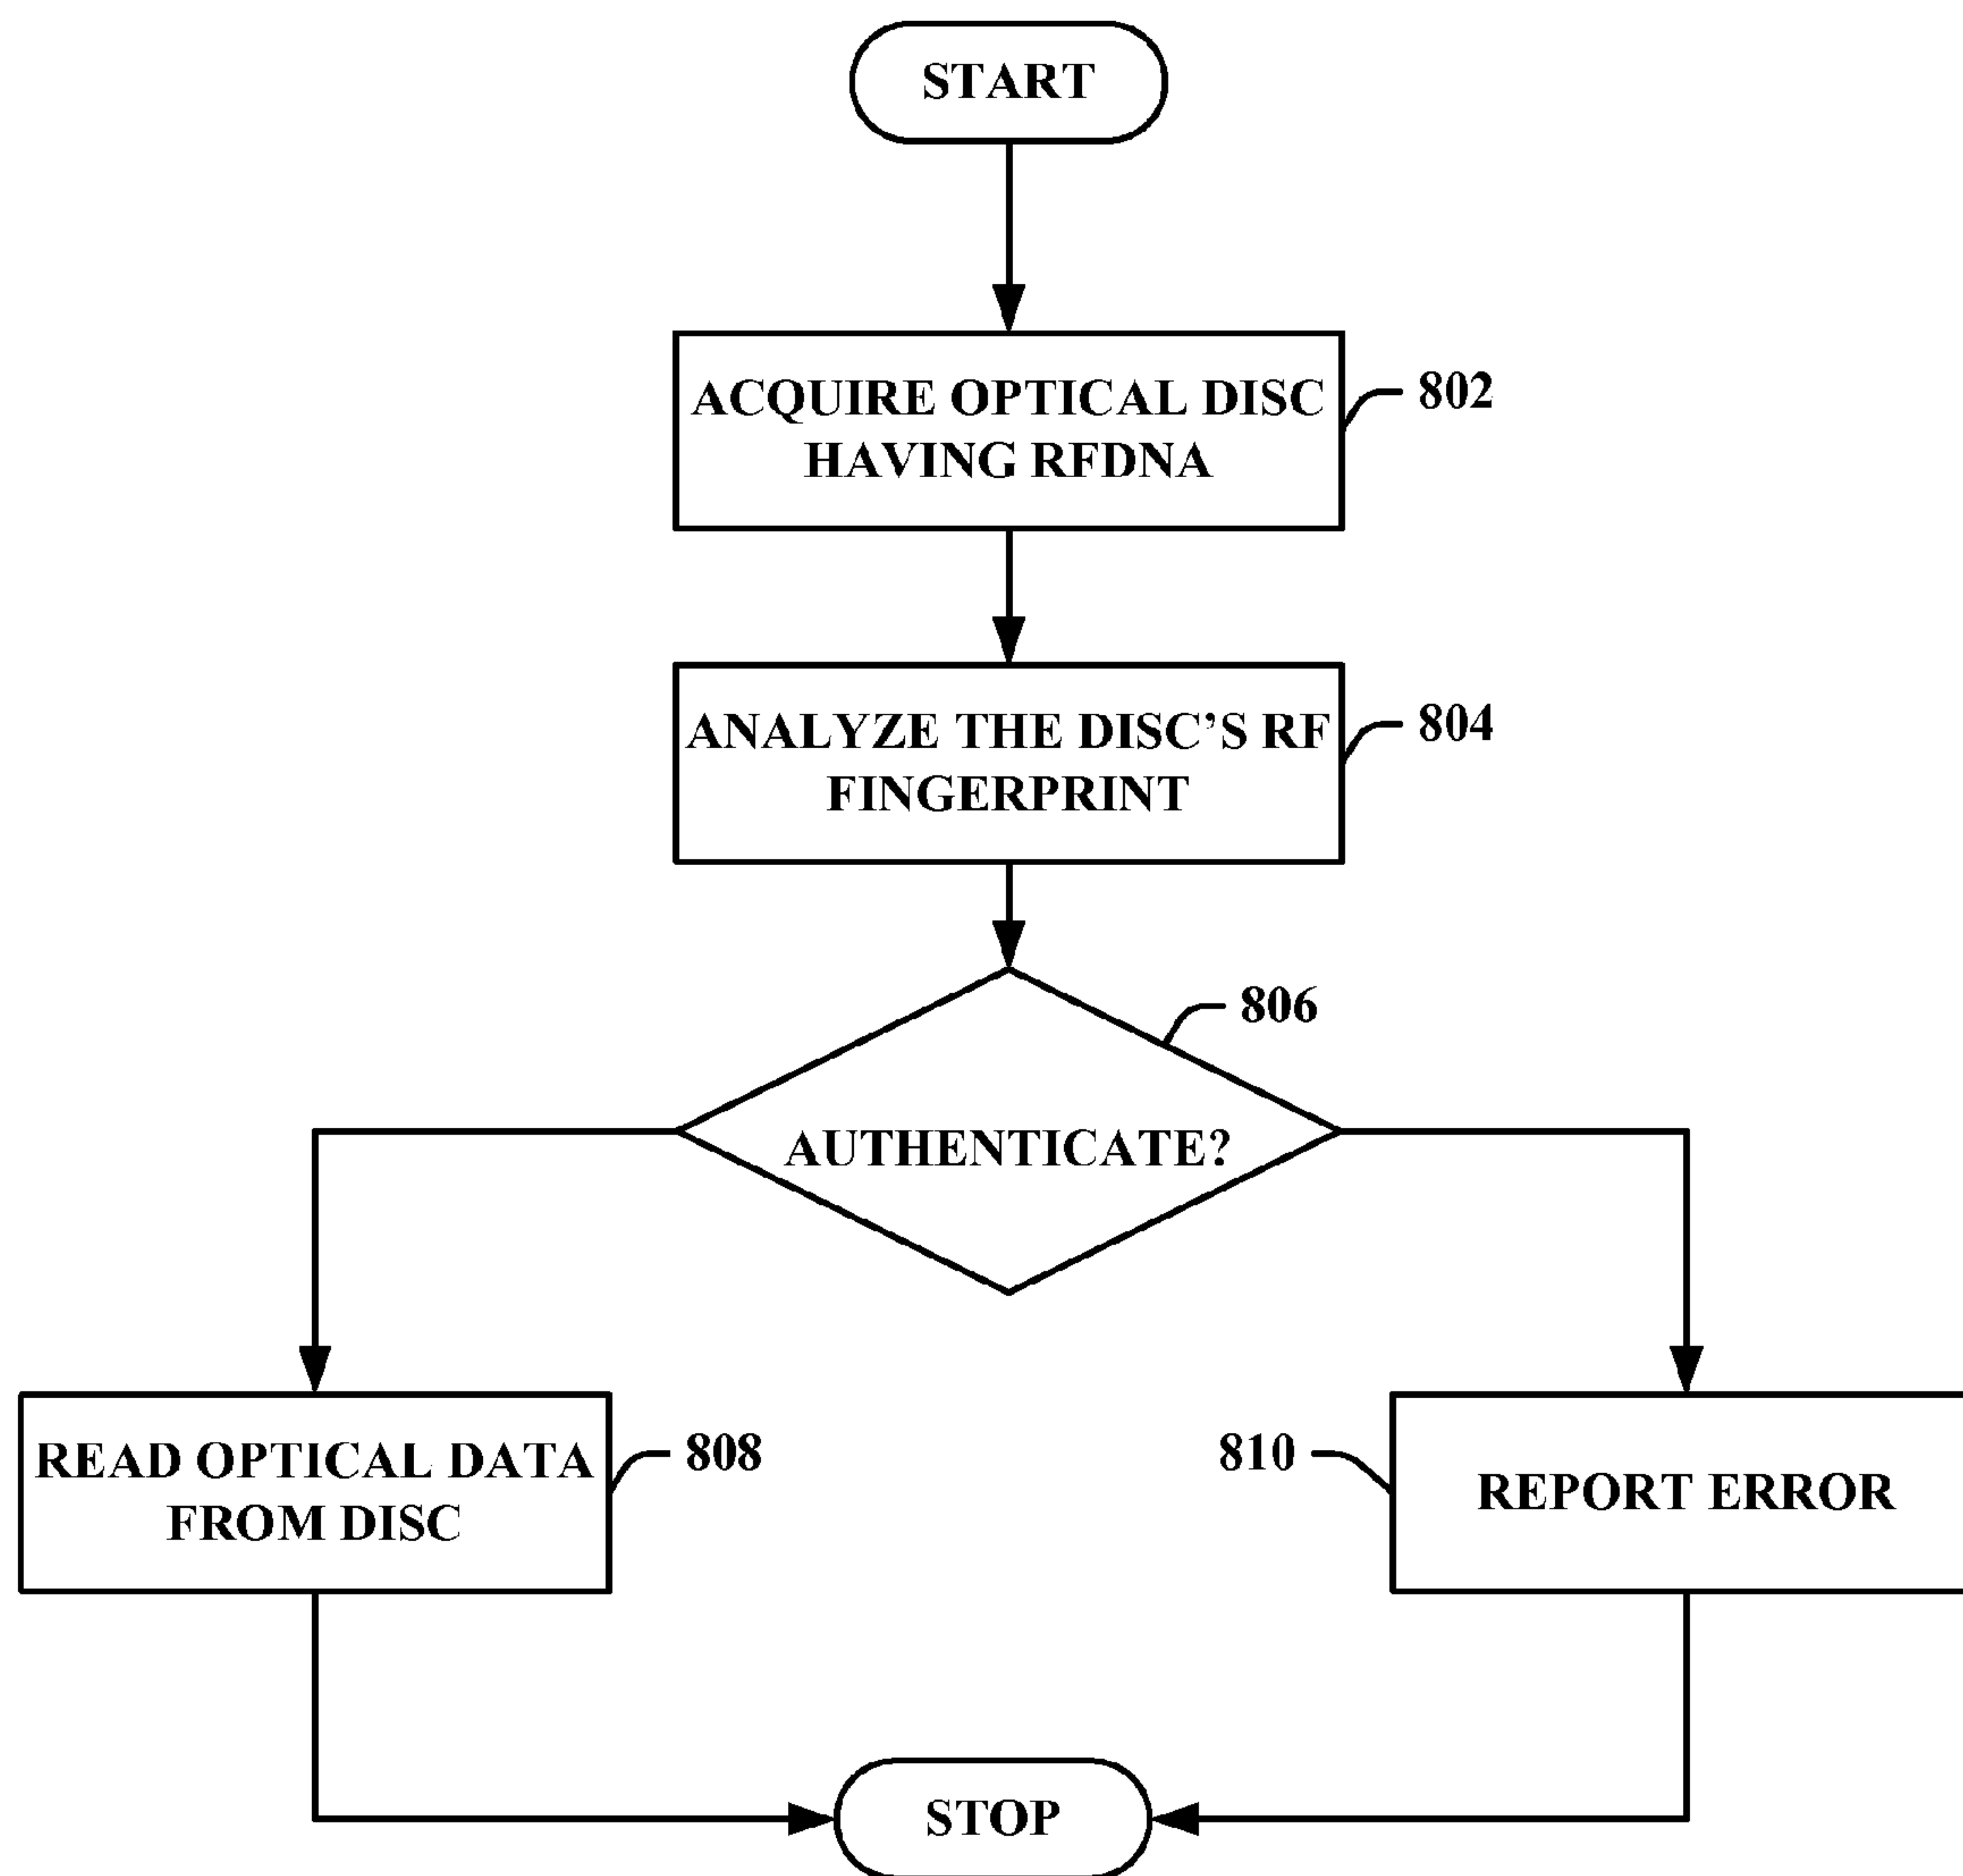 START
ACQUIRE OPTICAL DISC
HAVING RFDNA
802
ANALYZE THE DISC’S RF
FINGERPRINT
804
806
AUTHENTICATE?
READ OPTICAL DATA
FROM DISC
808
810
REPORT ERROR
STOP